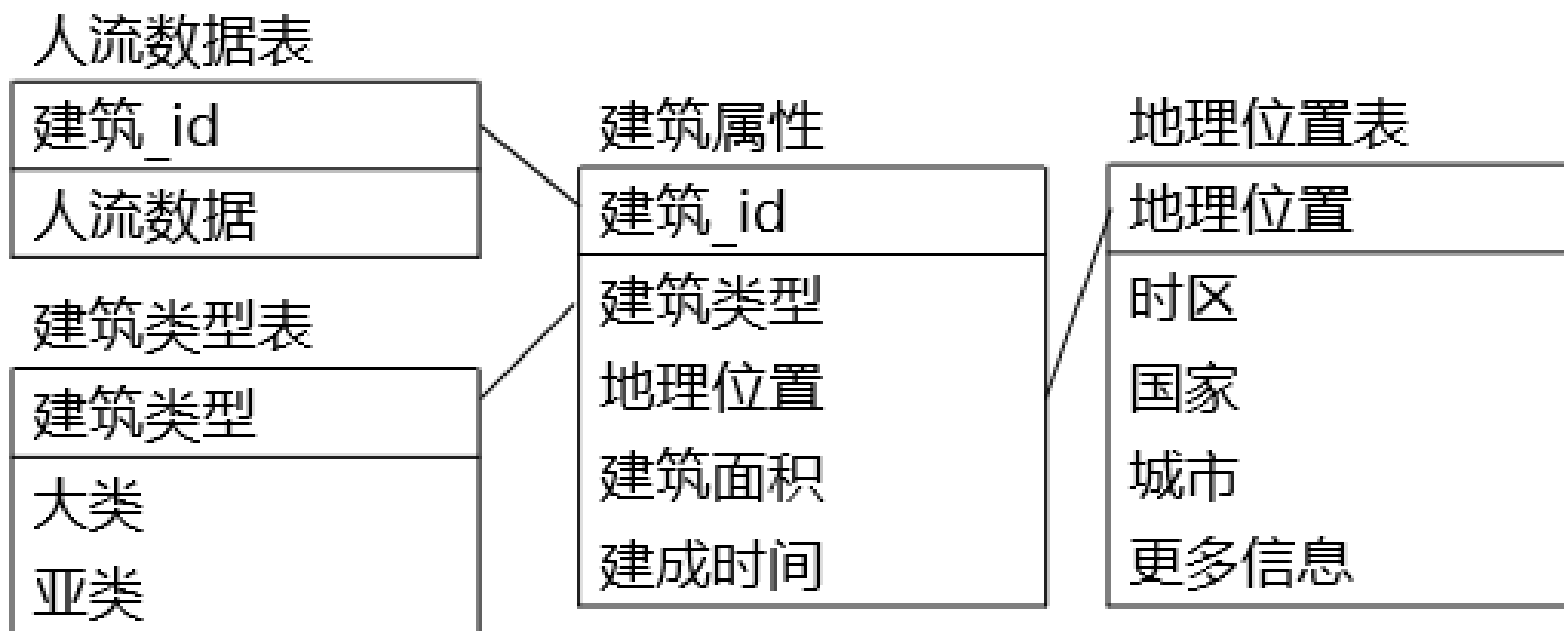 人流数据表
建筑_id
人流数据
建筑类型表
建筑类型
大类
亚类
建筑属性
建筑_id
建筑类型
地理位置
建筑面积
建成时间
地理位置表
地理位置
时区
国家
城市
更多信息